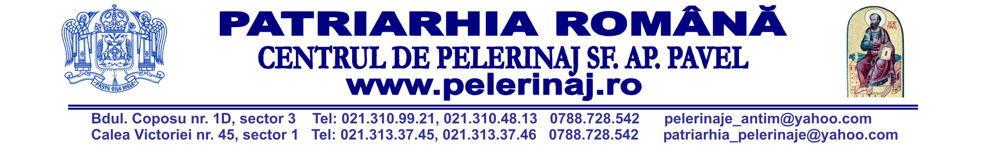 PATRIARHIA ROMÂNĂ
CENTRUL DE PELERINAJ SF. AP. PAVEL
www.pelerinaj.ro
PASTE OILE MELE
SF. AP.
PAVEL
Bdul. Coposu nr. 1D, sector 3 Tel: 021.310.99.21, 021.310.48.13 0788.728.542 pelerinaje_antim@yahoo.com
Calea Victoriei nr. 45, sector 1 Tel: 021.313.37.45, 021.313.37.46 0788.728.542 patriarhia_pelerinaje@yahoo.com